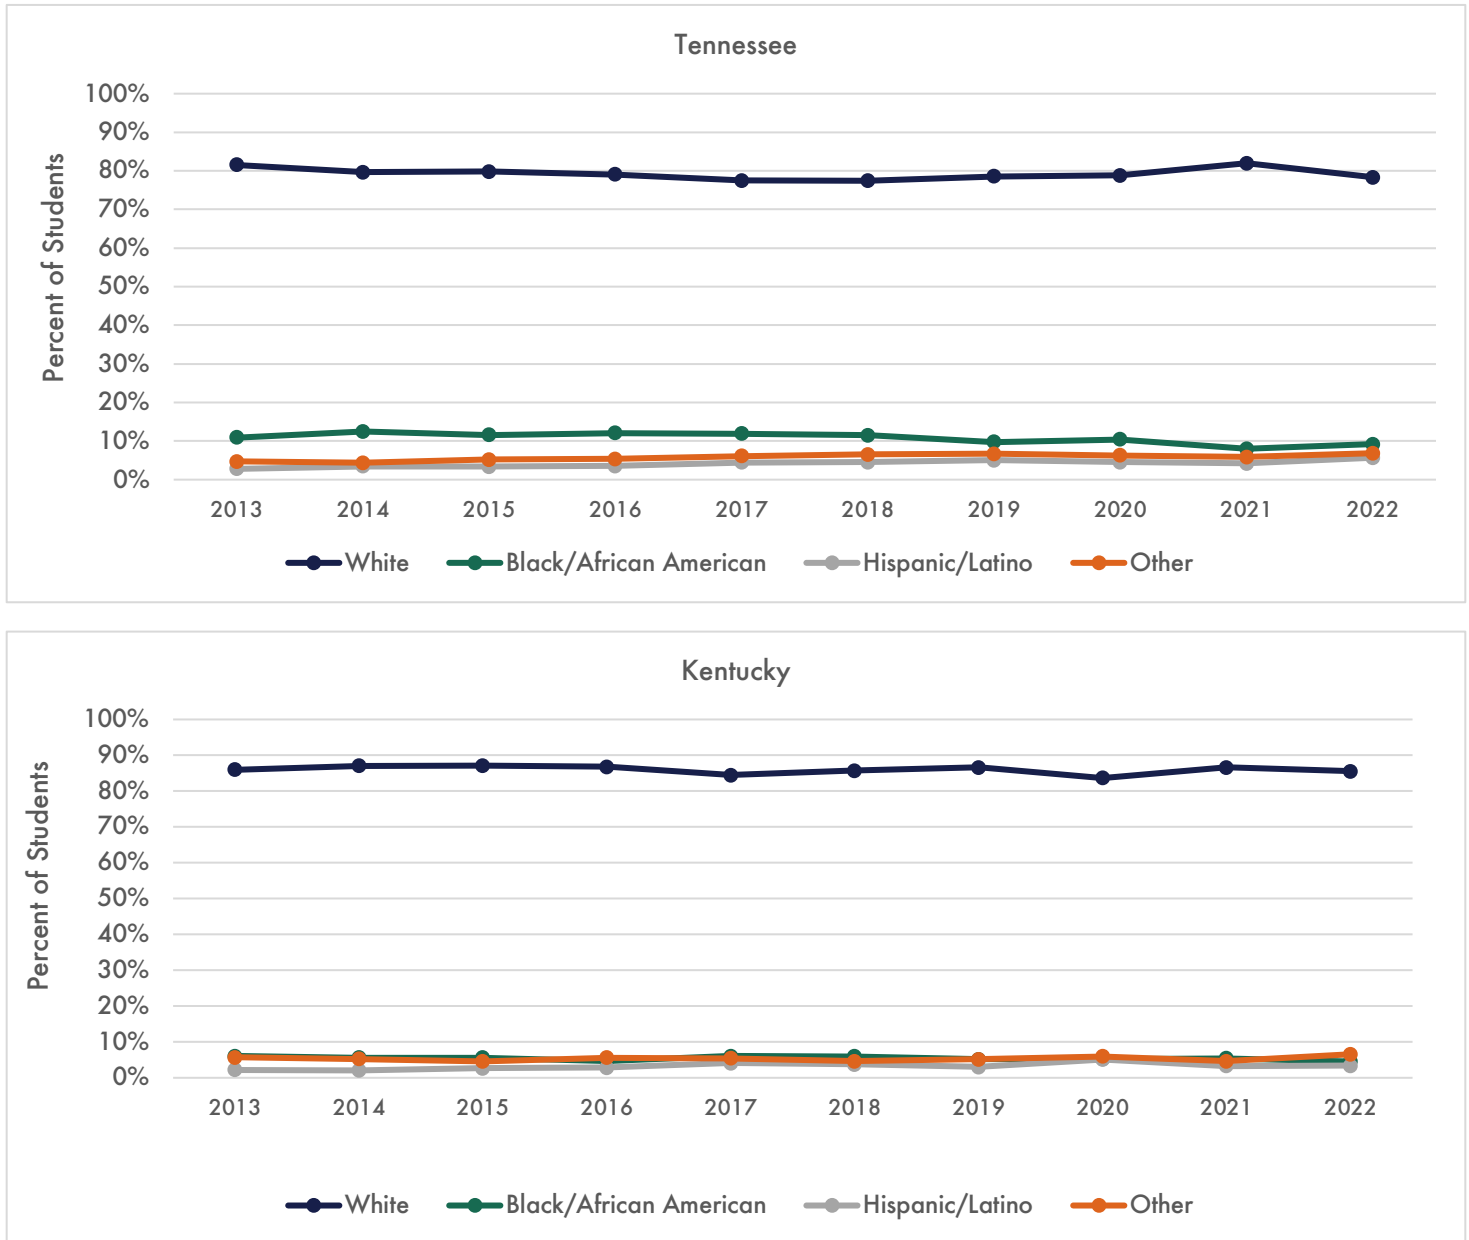 Tennessee
100%
90%
80%
70%
60%
50%
40%
30%
20%
10%
0%
Percent of Students
2013 2014 2015 2016 2017 2018 2019 2020 2021 2022
White Black/African American Hispanic/Latino Other
Kentucky
100%
90%
80%
70%
60%
50%
40%
30%
20%
10%
0%
Percent of Students
2013 2014 2015 2016 2017 2018 2019 2020 2021 2022
White Black/African American Hispanic/Latino Other